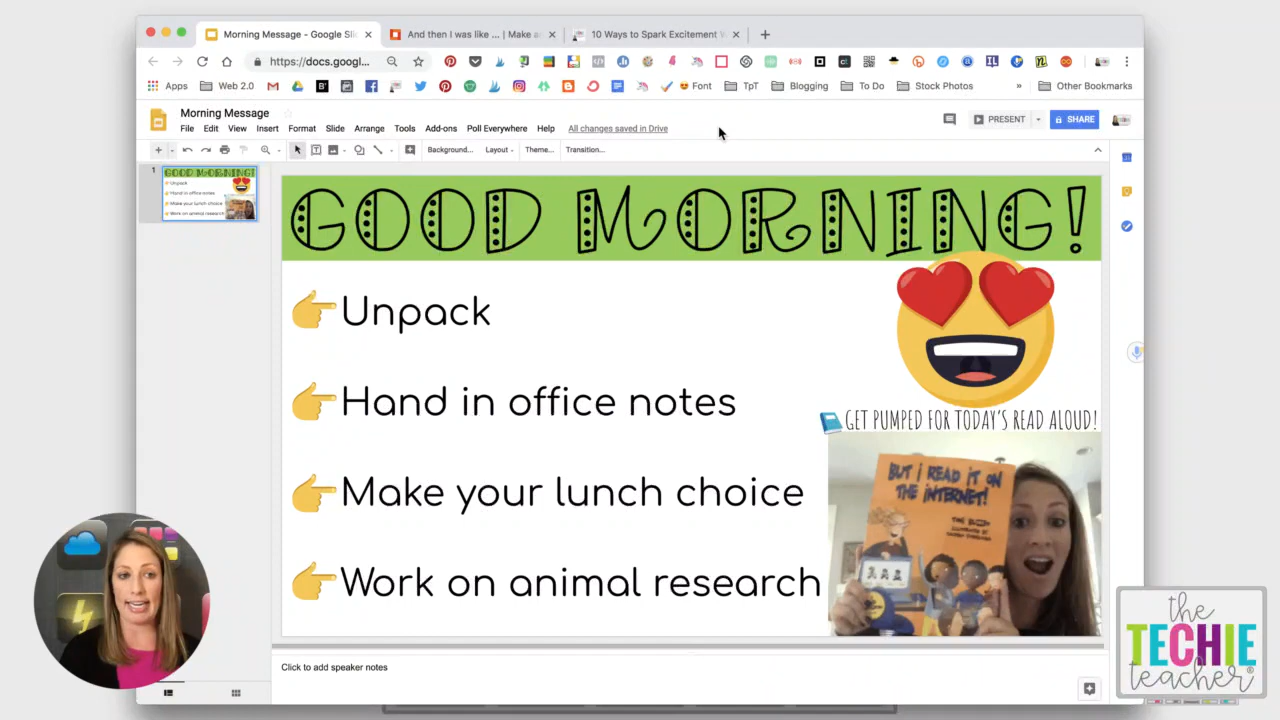 Morning Message - Google Slid
And then I was like ... | Make a
10 Ways to Spark Excitement W
https://docs.googl...
Apps
Web 2.0
Font
TpT
Blogging
To Do
Stock Photos
»
Other Bookmarks
Morning Message
File Edit View Insert Format Slide Arrange Tools Add-ons Poll Everywhere Help All changes saved in Drive
PRESENT
SHARE
Background... Layout Theme... Transition...
1
GOOD MORNING!
👉Unpack
👉Hand in office notes
👉Make your lunch choice
👉Work on animal research
📘GET PUMPED FOR TODAY'S READ ALOUD!
BUT I READ IT ON
THE INTERNET!
Click to add speaker notes
the
TECHIE
teacher®